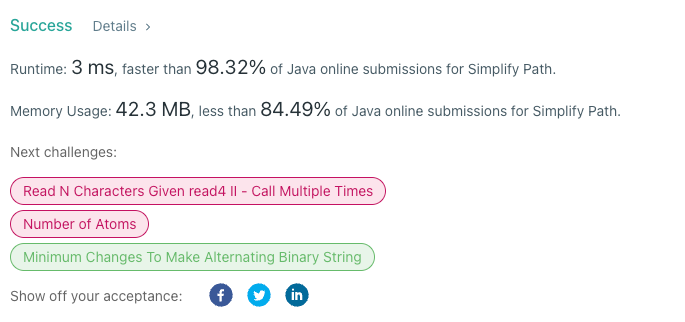 Success Details >
Runtime: 3 ms, faster than 98.32% of Java online submissions for Simplify Path.
Memory Usage: 42.3 MB, less than 84.49% of Java online submissions for Simplify Path.
Next challenges:
Read N Characters Given read4 II - Call Multiple Times
Number of Atoms
Minimum Changes To Make Alternating Binary String
Show off your acceptance: f in